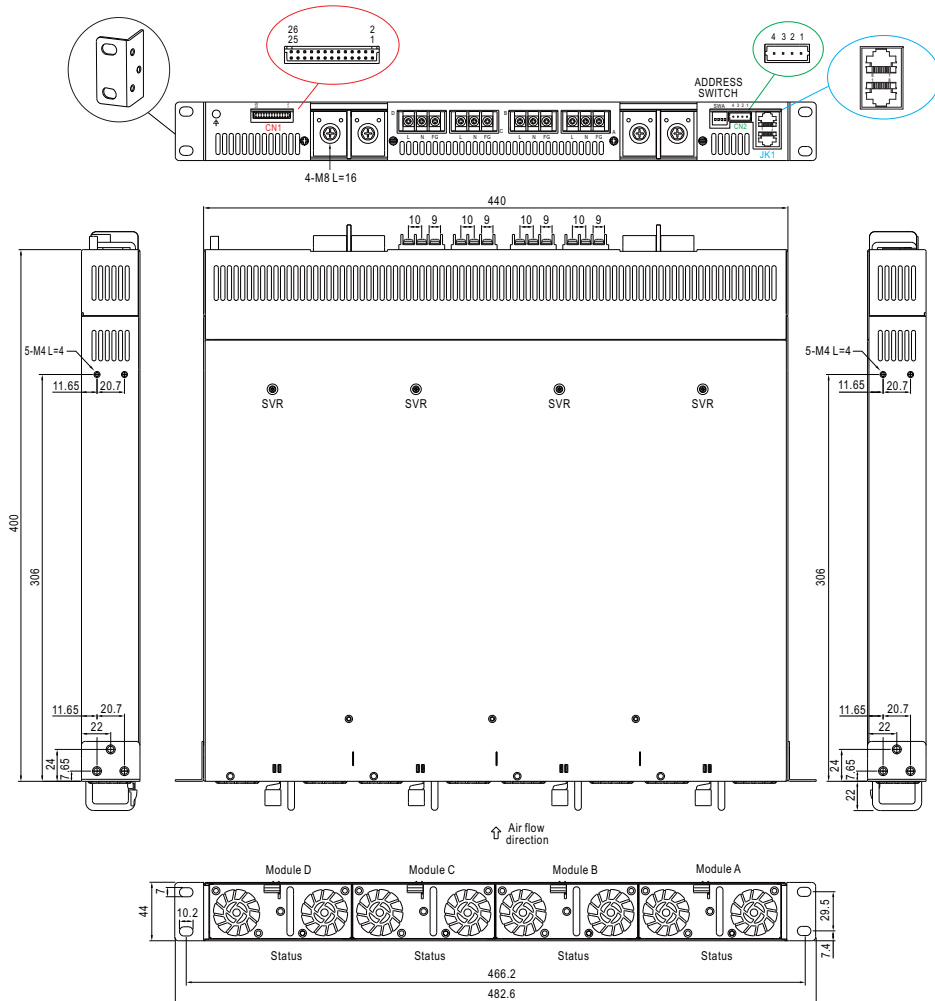 26 2
25 1
4 3 2 1
ADDRESS
SWITCH
CN1
D
L N FG
L N FG
C
B
L N FG
L N FG
A
SWA
4 3 2 1
CN2
JK1
4-M8 L=16
440
10 9 10 9 10 9 10 9
5-M4 L=4
11.65 20.7
SVR SVR SVR SVR
5-M4 L=4
11.65 20.7
400
306
306
11.65 20.7
22
24
7.65
11.65 20.7
22
24
7.65
22
Air flow
direction
Module D Module C Module B Module A
7
44
10.2
29.5
7.4
Status Status Status Status
466.2
482.6